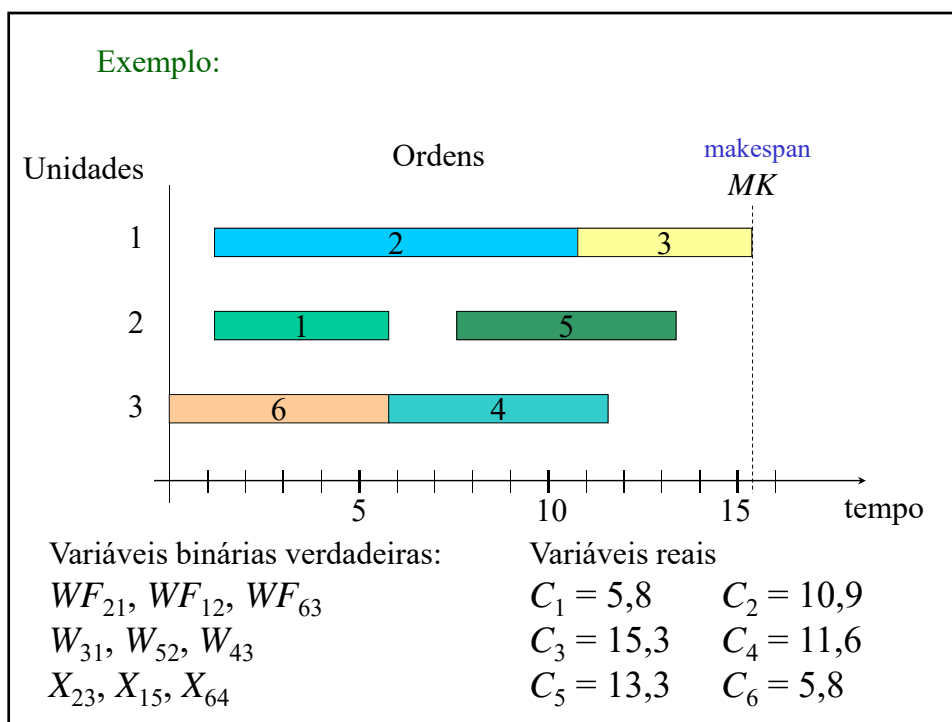 Exemplo:
Unidades
Ordens
makespan
MK
1
2
3
2
1
5
3
6
4
5
10
15
tempo
Variáveis binárias verdadeiras:
Variáveis reais
WF₂₁, WF₁₂, WF₆₃
C₁ = 5,8
C₂ = 10,9
W₃₁, W₅₂, W₄₃
C₃ = 15,3
C₄ = 11,6
X₂₃, X₁₅, X₆₄
C₅ = 13,3
C₆ = 5,8